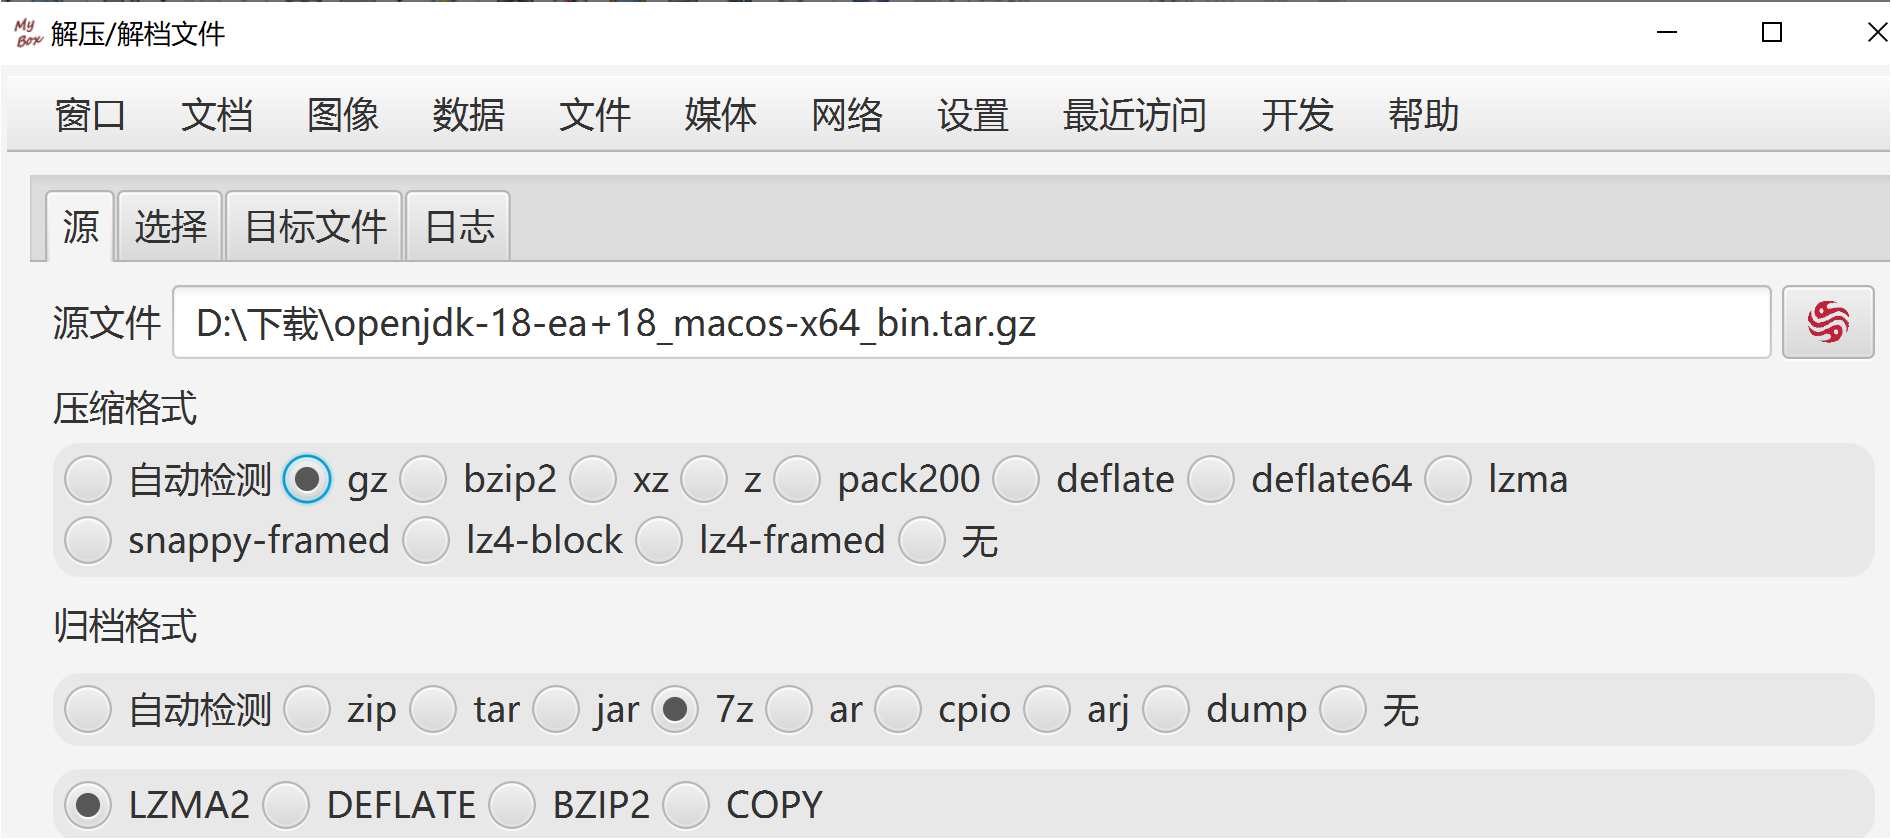 My Box 解压/解档文件
窗口 文档 图像 数据 文件 媒体 网络 设置 最近访问 开发 帮助
源 选择 目标文件 日志
源文件 D:\下载\openjdk-18-ea+18_macos-x64_bin.tar.gz
压缩格式
自动检测 gz bzip2 xz z pack200 deflate deflate64 lzma
snappy-framed lz4-block lz4-framed 无
归档格式
自动检测 zip tar jar 7z ar cpio arj dump 无
LZMA2 DEFLATE BZIP2 COPY